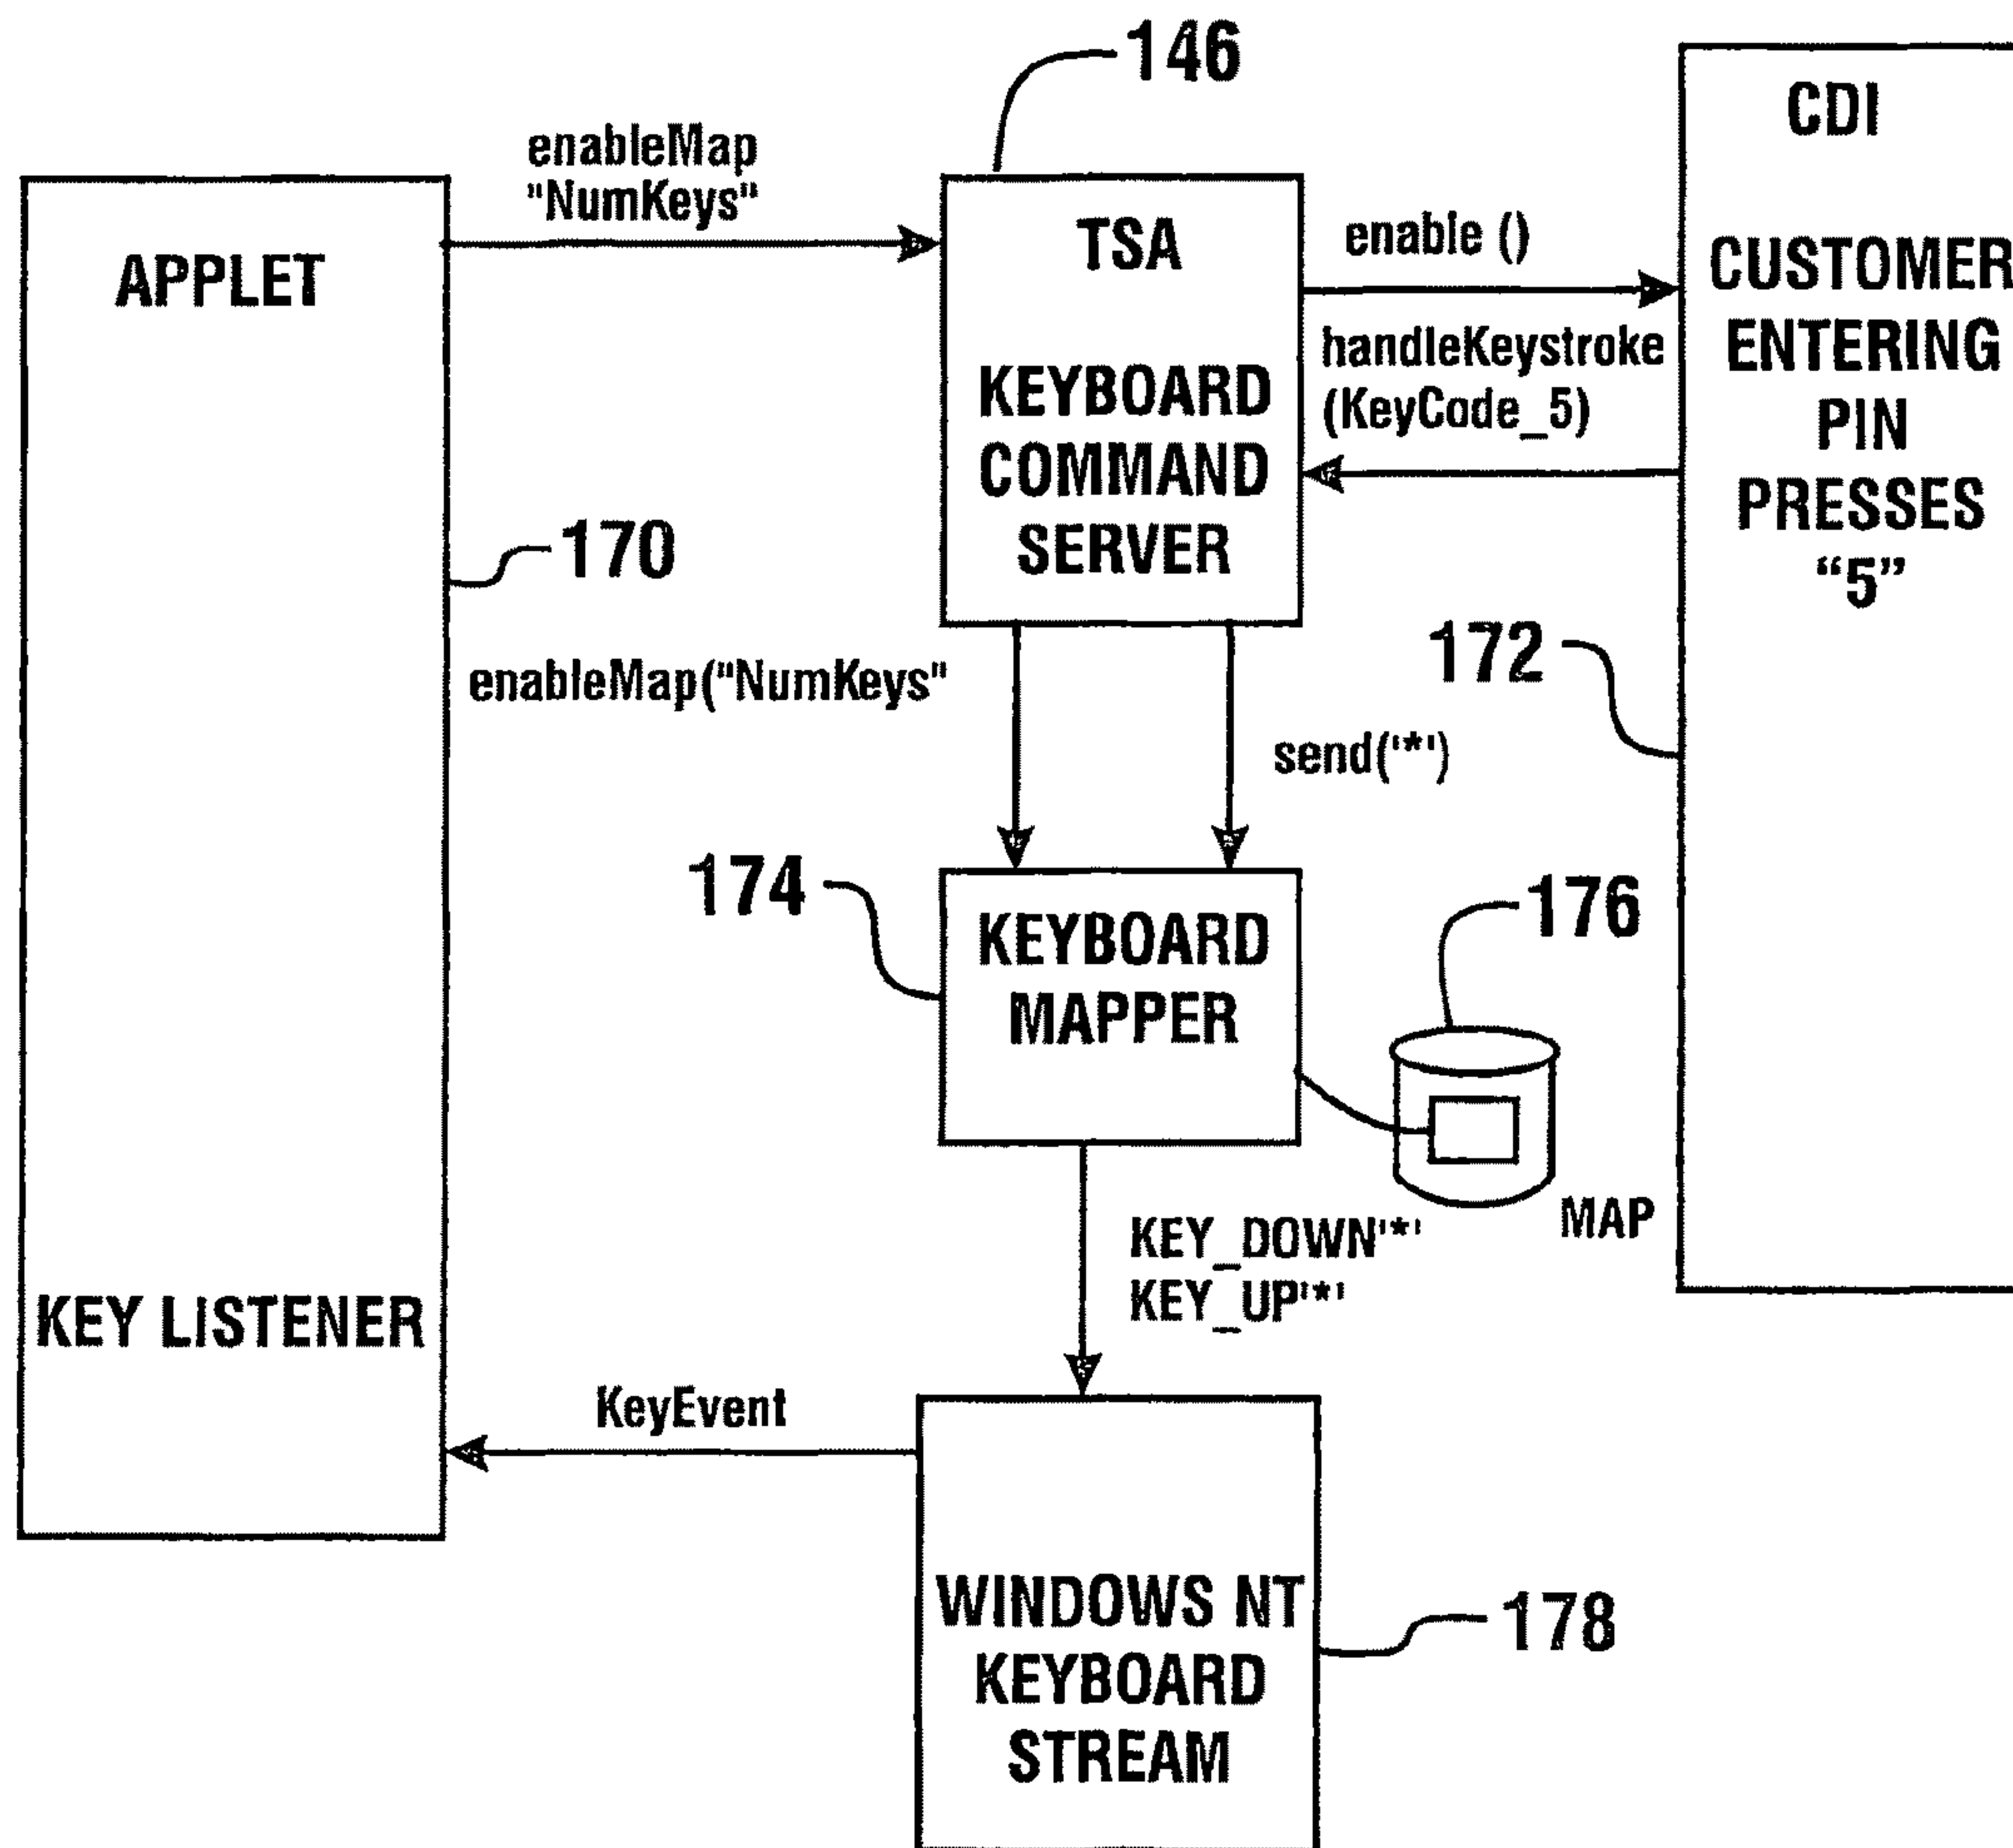 146
CDI
enableMap
"NumKeys"
APPLET
TSA
enable ()
CUSTOMER
ENTERING
PIN
PRESSES
“5”
handleKeystroke
(KeyCode_5)
KEYBOARD
COMMAND
SERVER
170
172
enableMap("NumKeys"
send('*')
174
176
KEYBOARD
MAPPER
MAP
KEY_DOWN'*'
KEY_UP'*'
KEY LISTENER
KeyEvent
WINDOWS NT
KEYBOARD
STREAM
178